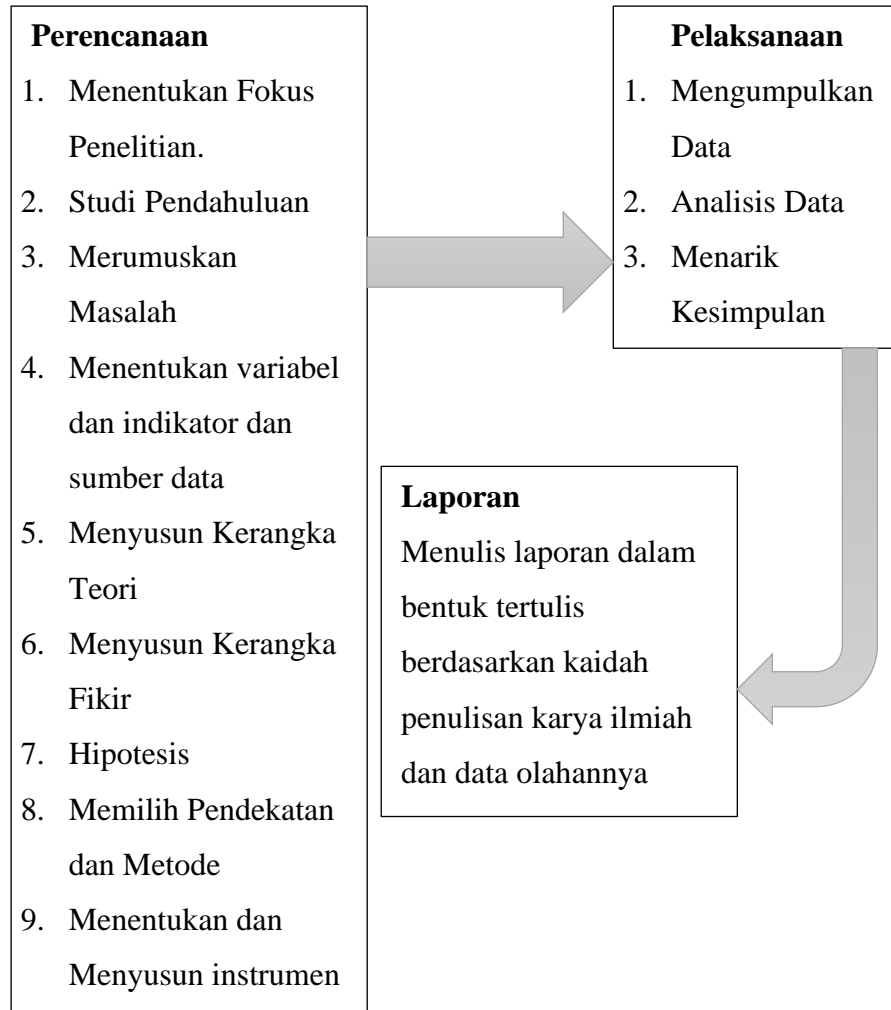 Perencanaan
1. Menentukan Fokus
Penelitian.
2. Studi Pendahuluan
3. Merumuskan
Masalah
4. Menentukan variabel
dan indikator dan
sumber data
5. Menyusun Kerangka
Teori
6. Menyusun Kerangka
Fikir
7. Hipotesis
8. Memilih Pendekatan
dan Metode
9. Menentukan dan
Menyusun instrumen
Pelaksanaan
1. Mengumpulkan
Data
2. Analisis Data
3. Menarik
Kesimpulan
Laporan
Menulis laporan dalam
bentuk tertulis
berdasarkan kaidah
penulisan karya ilmiah
dan data olahannya